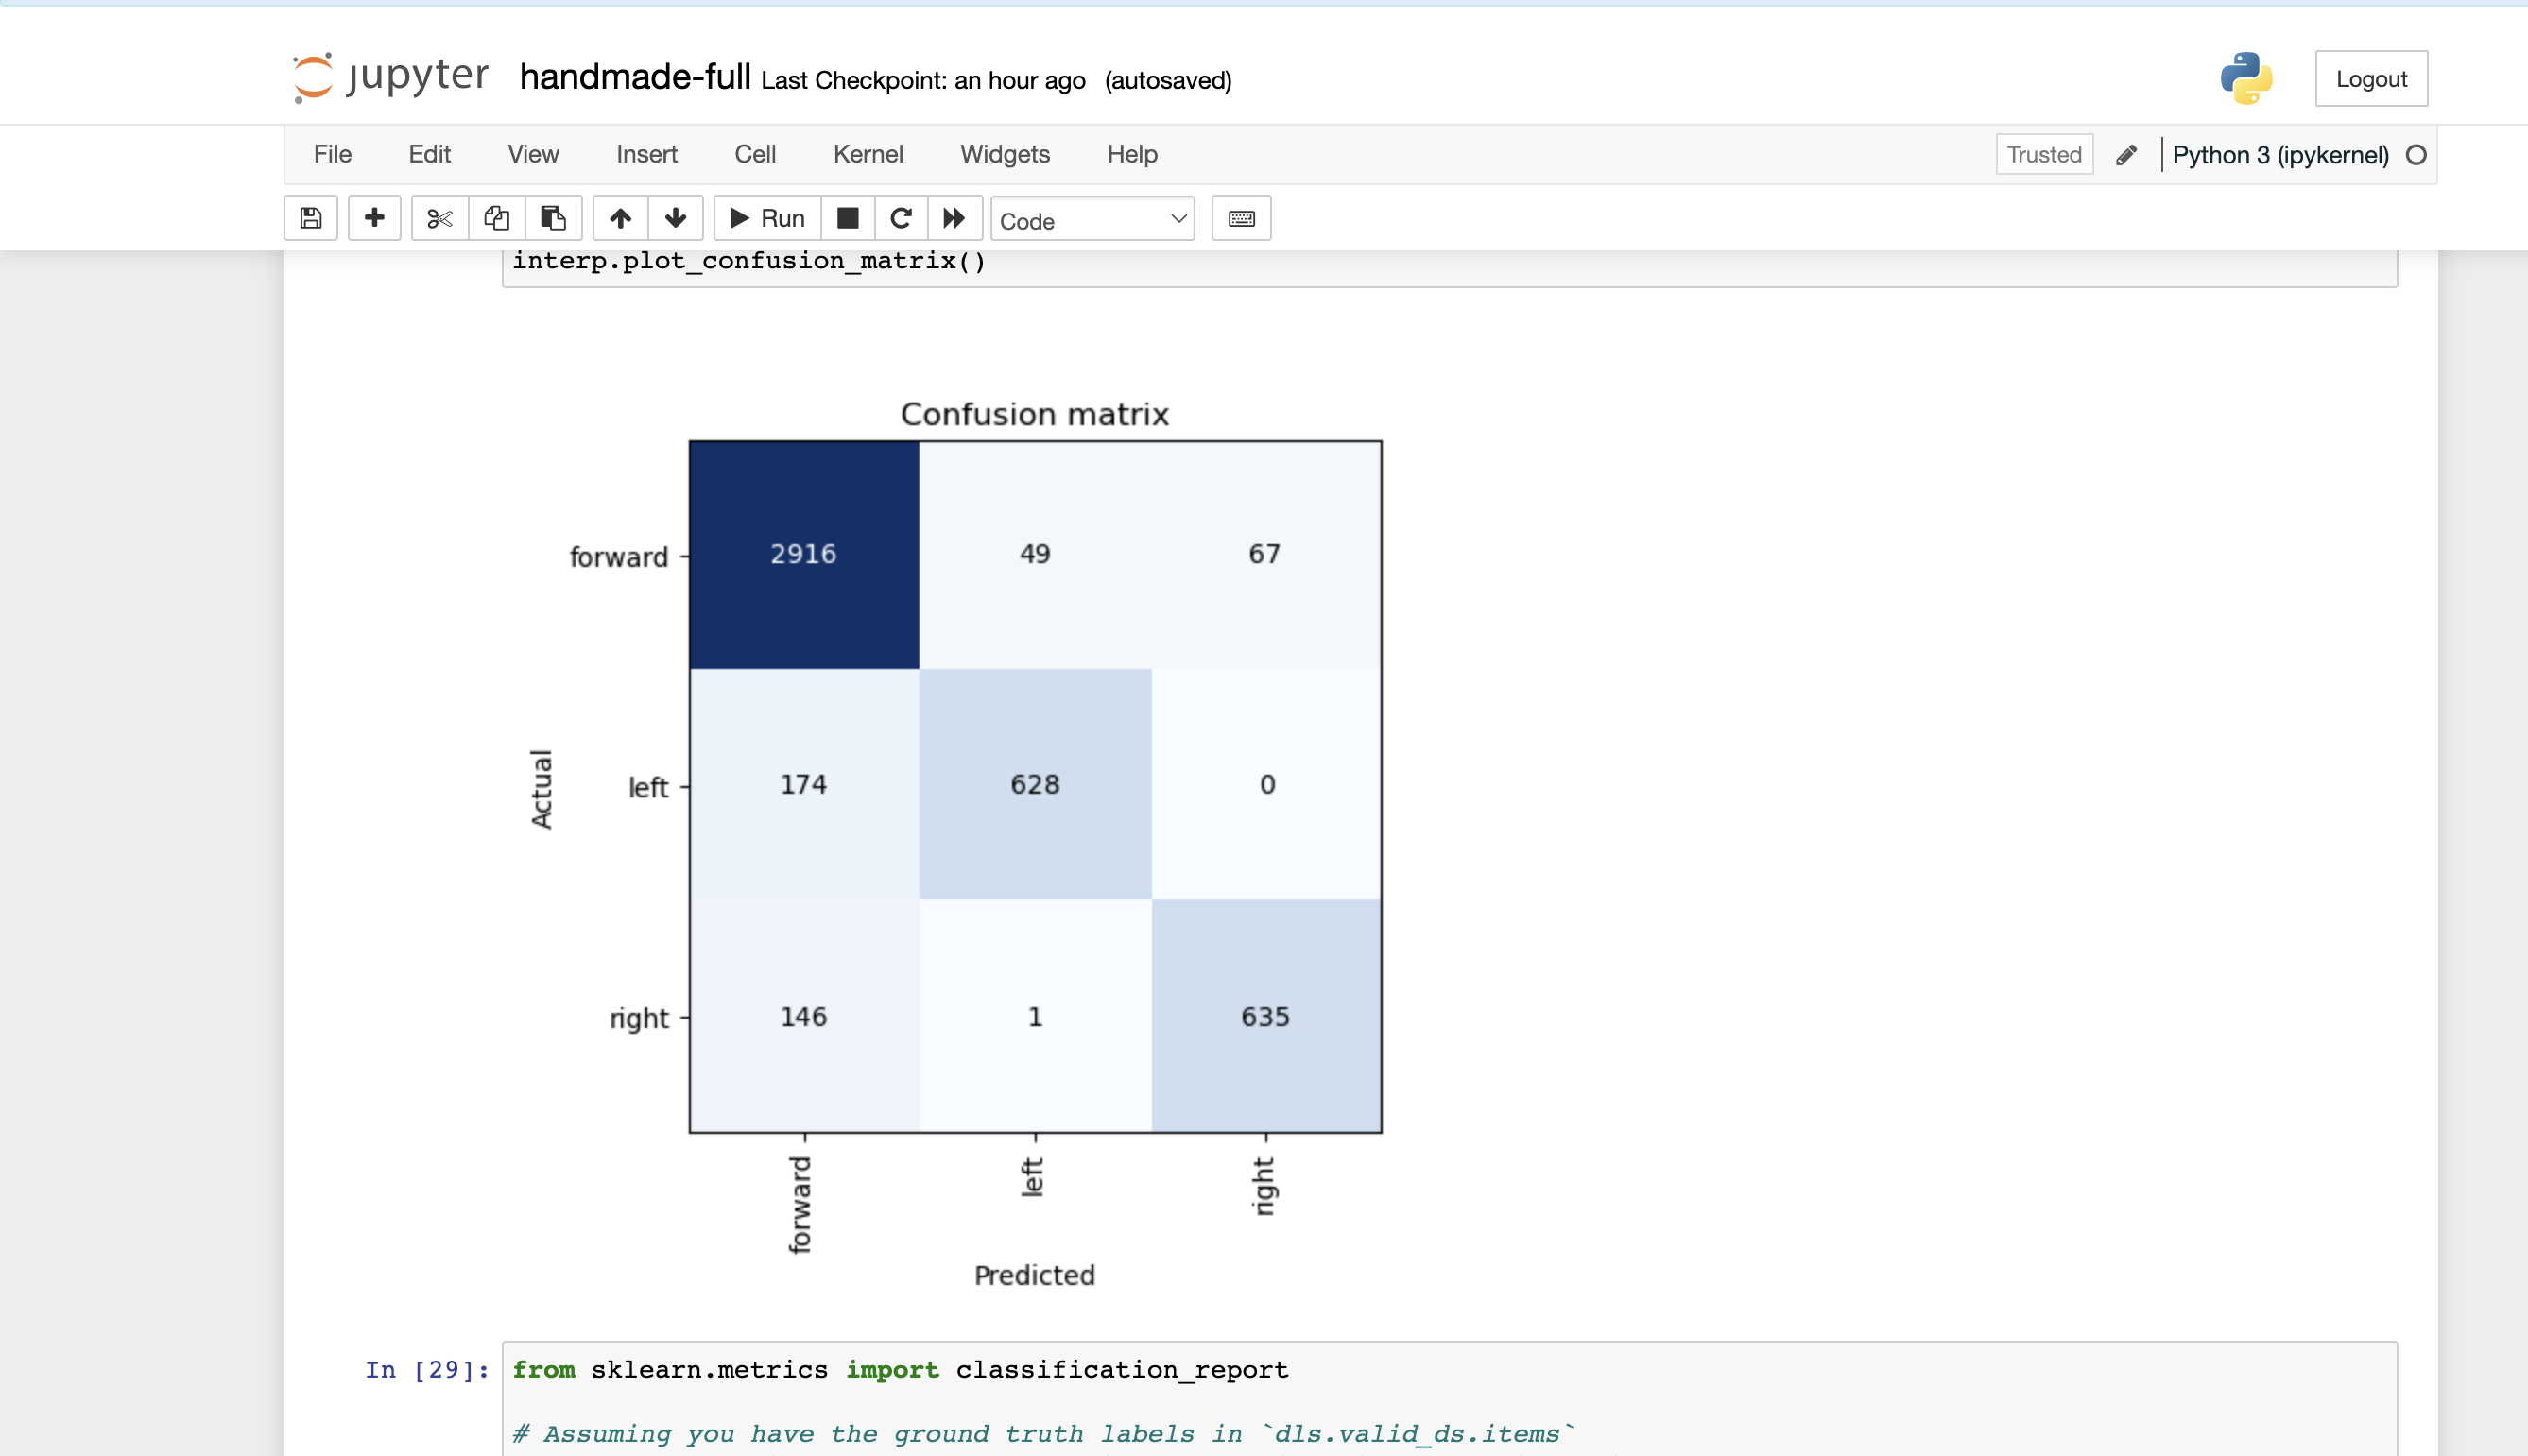 jupyter handmade-full Last Checkpoint: an hour ago (autosaved)
Logout
File Edit View Insert Cell Kernel Widgets Help
Trusted Python 3 (ipykernel)
Run Code
interp.plot_confusion_matrix()
Confusion matrix
forward 2916 49 67
Actual
left 174 628 0
right 146 1 635
forward left right
Predicted
In [29]: from sklearn.metrics import classification_report
# Assuming you have the ground truth labels in `dls.valid_ds.items`